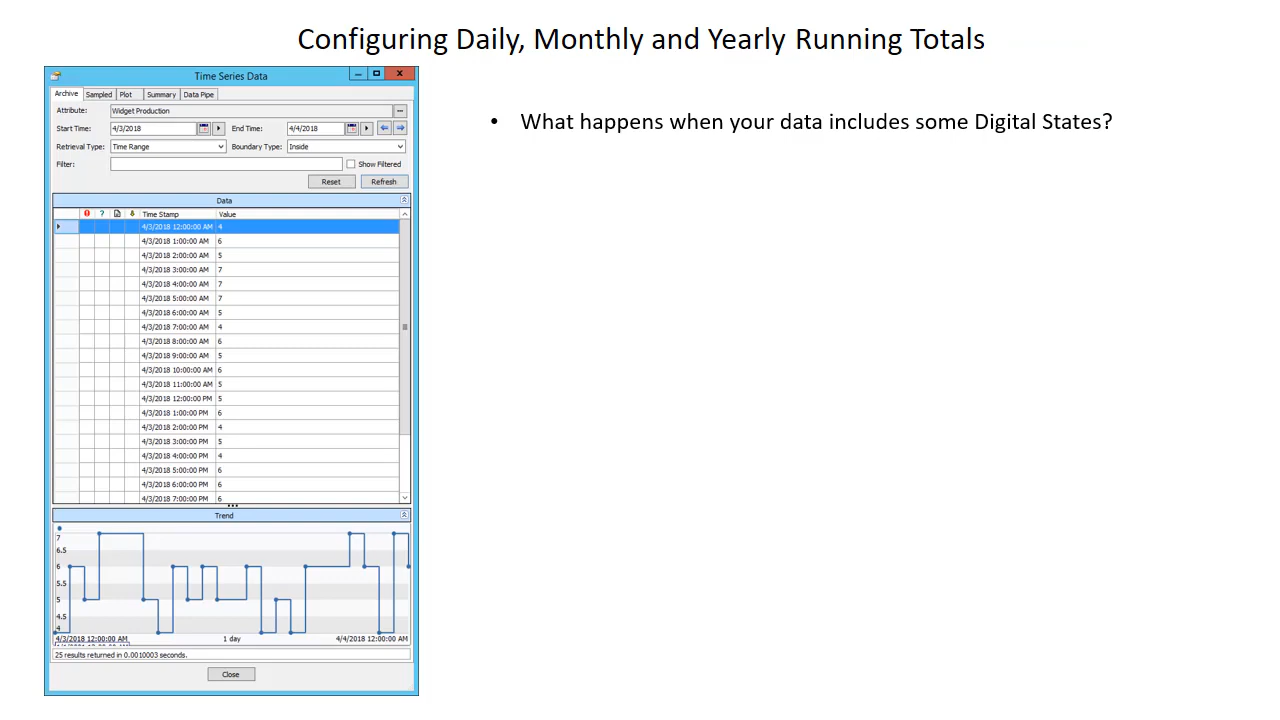 Configuring Daily, Monthly and Yearly Running Totals
Time Series Data
Archive Sampled Plot Summary Data Pipe
Attribute: Widget Production
Start Time: 4/3/2018 End Time: 4/4/2018
Retrieval Type: Time Range Boundary Type: Inside
Filter: Show Filtered
Reset Refresh
Data
Time Stamp Value
4/3/2018 12:00:00 AM 4
4/3/2018 1:00:00 AM 6
4/3/2018 2:00:00 AM 5
4/3/2018 3:00:00 AM 7
4/3/2018 4:00:00 AM 7
4/3/2018 5:00:00 AM 7
4/3/2018 6:00:00 AM 5
4/3/2018 7:00:00 AM 4
4/3/2018 8:00:00 AM 6
4/3/2018 9:00:00 AM 5
4/3/2018 10:00:00 AM 6
4/3/2018 11:00:00 AM 5
4/3/2018 12:00:00 PM 5
4/3/2018 1:00:00 PM 6
4/3/2018 2:00:00 PM 4
4/3/2018 3:00:00 PM 5
4/3/2018 4:00:00 PM 4
4/3/2018 5:00:00 PM 6
4/3/2018 6:00:00 PM 6
4/3/2018 7:00:00 PM 6
Trend
7
6.5
6
5.5
5
4.5
4
4/3/2018 12:00:00 AM 1 day 4/4/2018 12:00:00 AM
25 results returned in 0.0010003 seconds.
Close
• What happens when your data includes some Digital States?